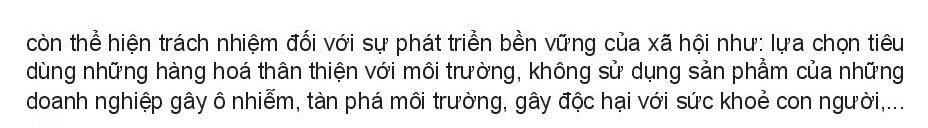 còn thể hiện trách nhiệm đối với sự phát triển bền vững của xã hội như: lựa chọn tiêu
dùng những hàng hoá thân thiện với môi trường, không sử dụng sản phẩm của những
doanh nghiệp gây ô nhiễm, tàn phá môi trường, gây độc hại với sức khoẻ con người,...